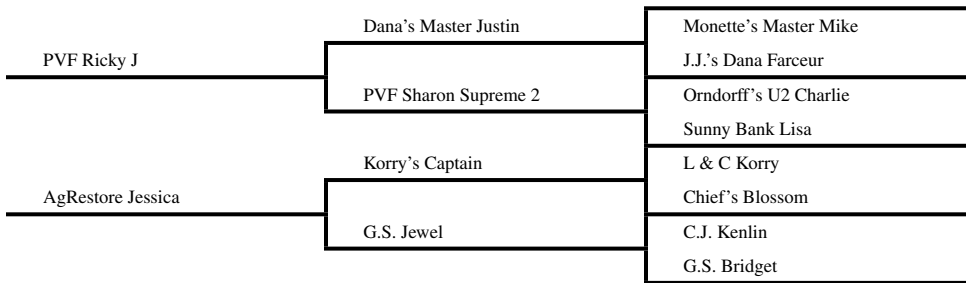 Dana's Master Justin
Monette's Master Mike
PVF Ricky J
J.J.'s Dana Farceur
PVF Sharon Supreme 2
Orndorff's U2 Charlie
Sunny Bank Lisa
Korry's Captain
L & C Korry
AgRestore Jessica
Chief's Blossom
G.S. Jewel
C.J. Kenlin
G.S. Bridget